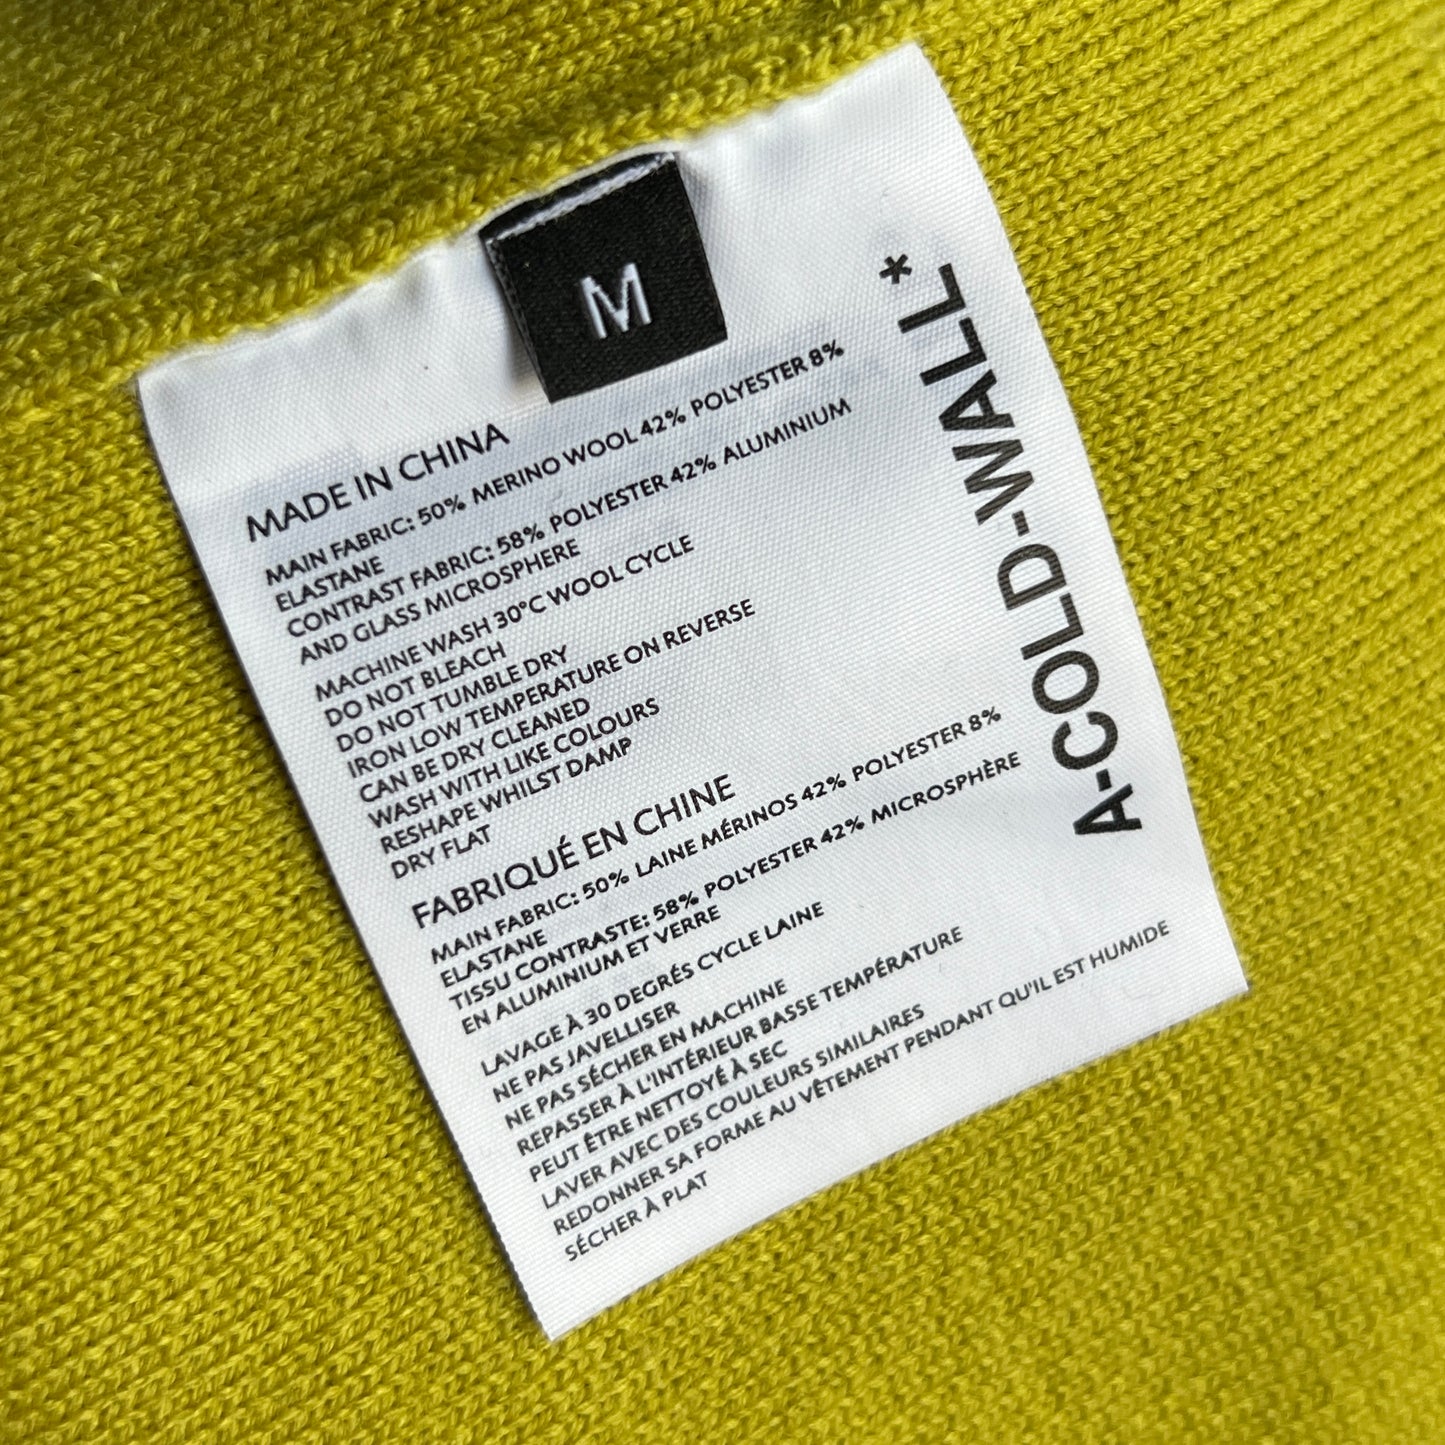 M
MADE IN CHINA
MAIN FABRIC: 50% MERINO WOOL 42% POLYESTER 8%
ELASTANE
CONTRAST FABRIC: 58% POLYESTER 42% ALUMINIUM
AND GLASS MICROSPHERE
MACHINE WASH 30°C WOOL CYCLE
DO NOT BLEACH
DO NOT TUMBLE DRY
IRON LOW TEMPERATURE ON REVERSE
CAN BE DRY CLEANED
WASH WITH LIKE COLOURS
RESHAPE WHILST DAMP
DRY FLAT
FABRIQUÉ EN CHINE
MAIN FABRIC: 50% LAINE MÉRINOS 42% POLYESTER 8%
ELASTANE
TISSU CONTRASTE: 58% POLYESTER 42% MICROSPHÈRE
EN ALUMINIUM ET VERRE
LAVAGE À 30 DEGRÉS CYCLE LAINE
NE PAS JAVELLISER
NE PAS SÉCHER EN MACHINE
REPASSER À L'INTÉRIEUR BASSE TEMPÉRATURE
PEUT ÊTRE NETTOYÉ À SEC
LAVER AVEC DES COULEURS SIMILAIRES
REDONNER SA FORME AU VÊTEMENT PENDANT QU'IL EST HUMIDE
SÉCHER À PLAT
A-COLD-WALL*